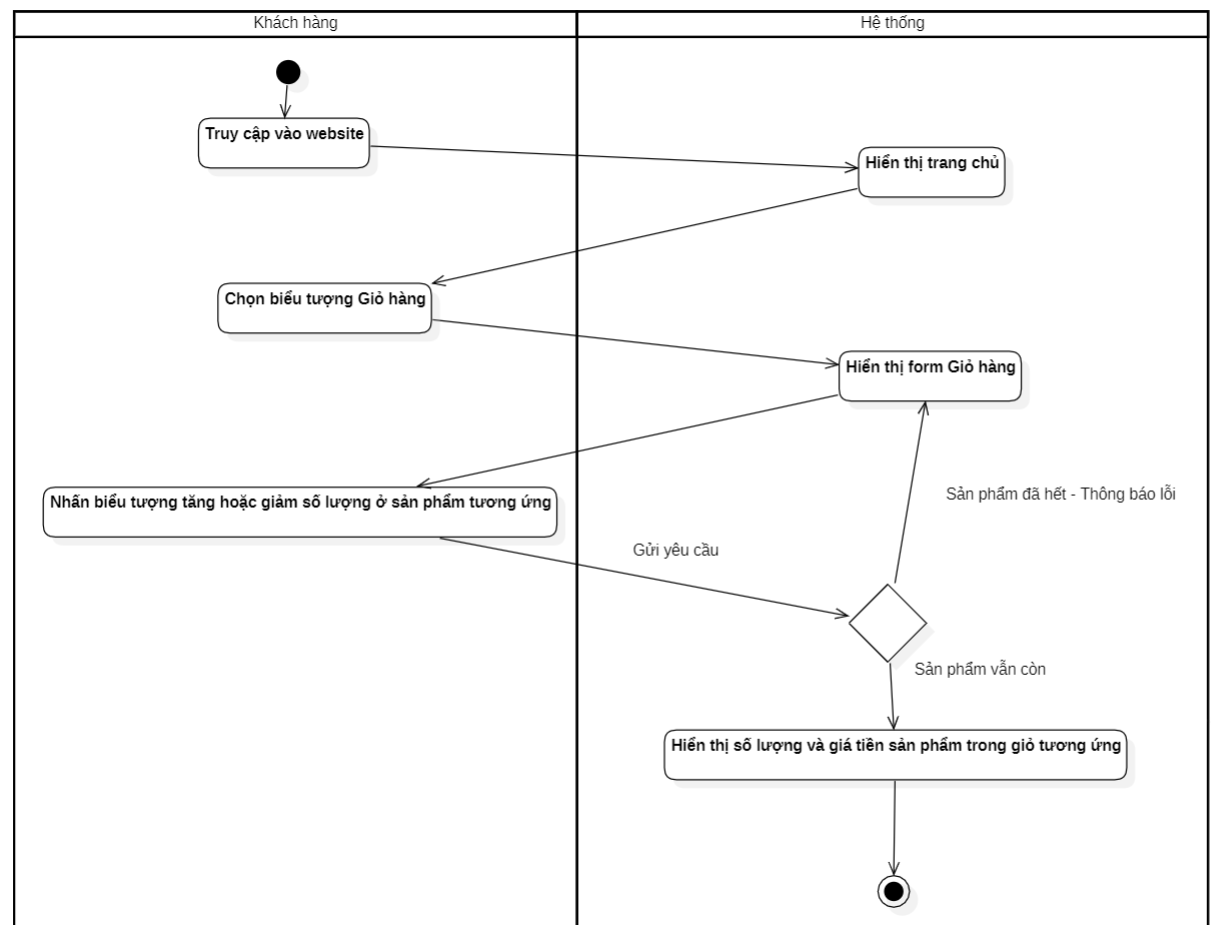 Khách hàng
Hệ thống
Truy cập vào website
Hiển thị trang chủ
Chọn biểu tượng Giỏ hàng
Hiển thị form Giỏ hàng
Nhấn biểu tượng tăng hoặc giảm số lượng ở sản phẩm tương ứng
Sản phẩm đã hết - Thông báo lỗi
Gửi yêu cầu
Sản phẩm vẫn còn
Hiển thị số lượng và giá tiền sản phẩm trong giỏ tương ứng